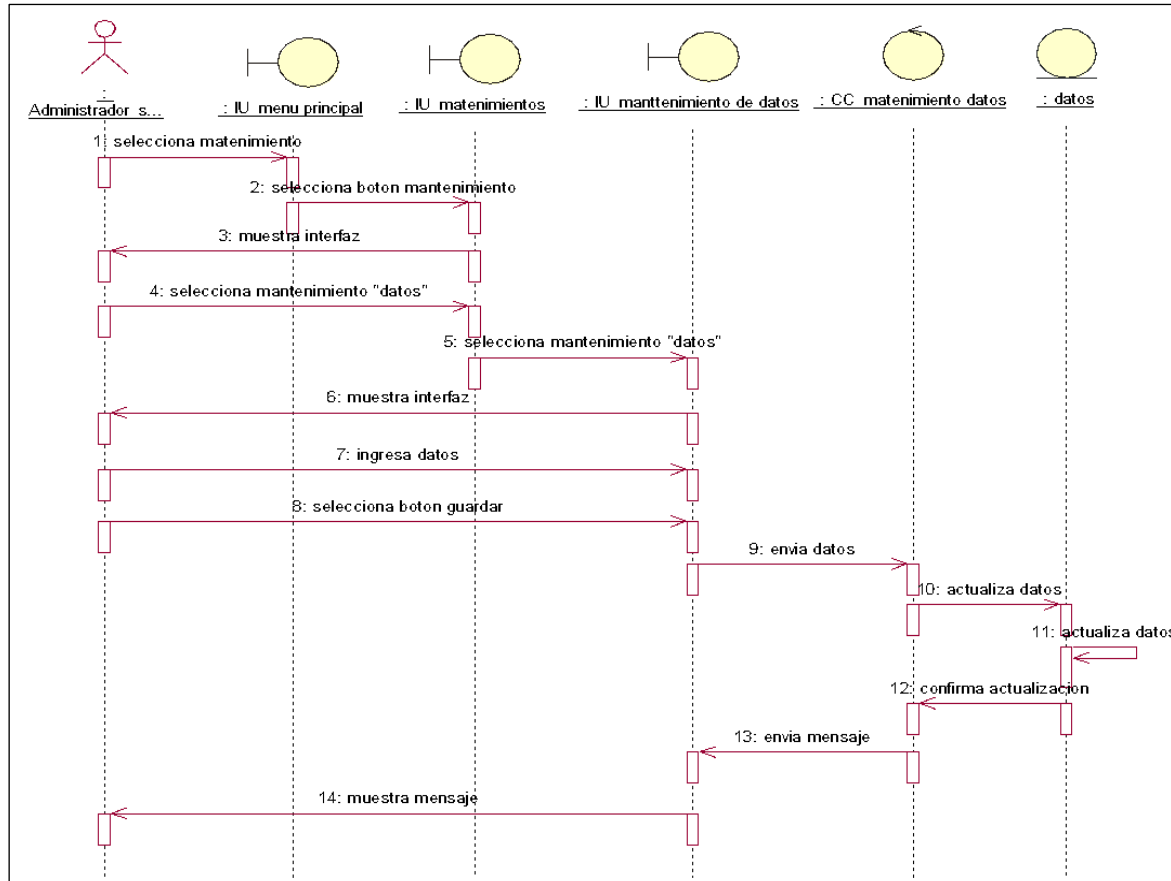 :
Administrador s...
: IU menu principal
: IU matenimientos
: IU manttenimiento de datos
: CC matenimiento datos
: datos
1: selecciona matenimiento
2: selecciona boton mantenimiento
3: muestra interfaz
4: selecciona mantenimiento "datos"
5: selecciona mantenimiento "datos"
6: muestra interfaz
7: ingresa datos
8: selecciona boton guardar
9: envia datos
10: actualiza datos
11: actualiza datos
12: confirma actualizacion
13: envia mensaje
14: muestra mensaje